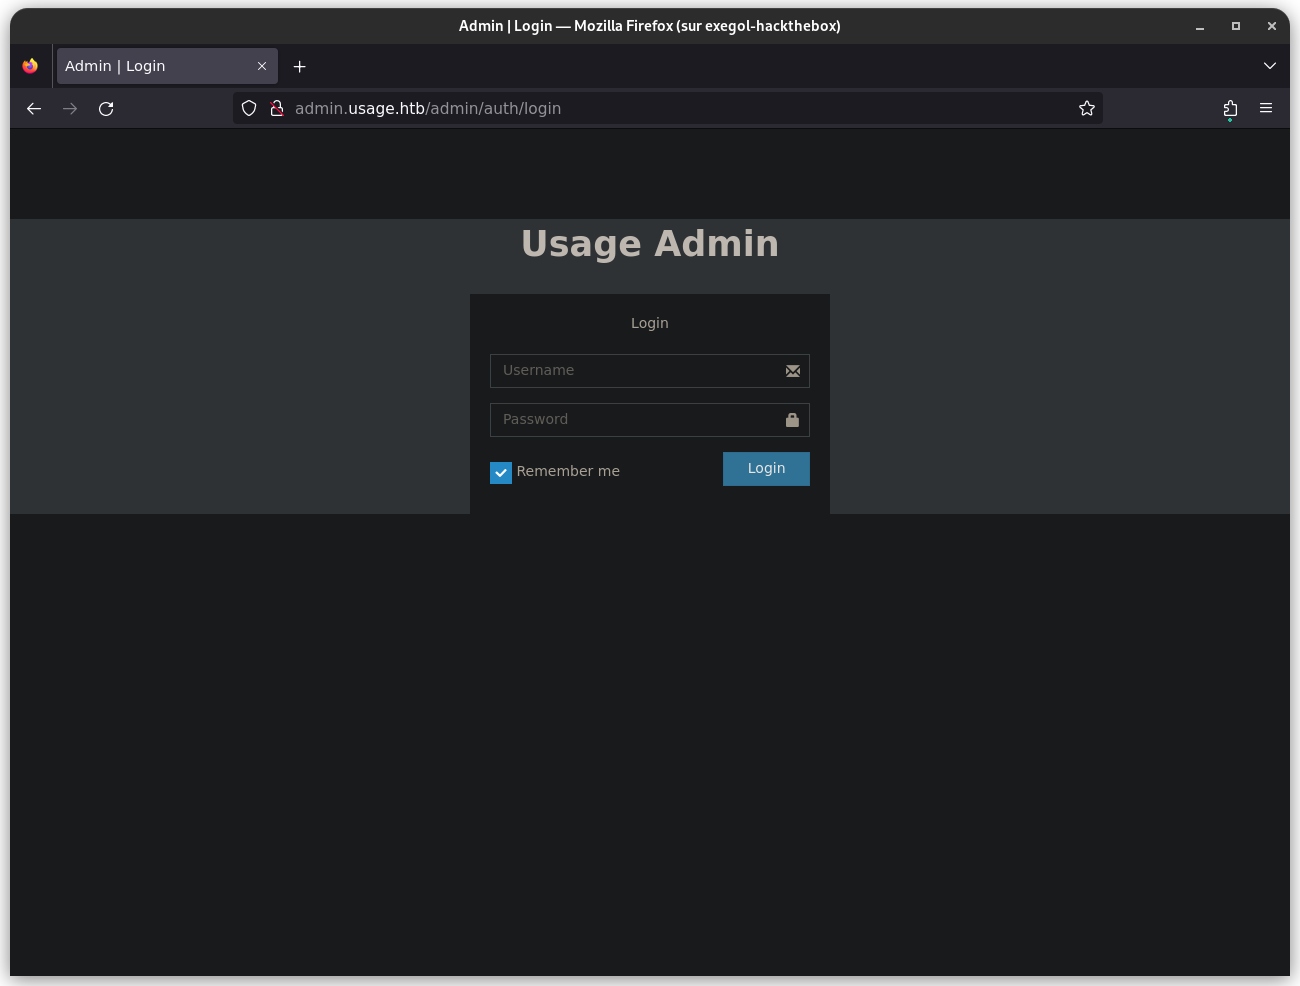 Admin | Login — Mozilla Firefox (sur exegol-hackthebox)
Admin | Login
admin.usage.htb/admin/auth/login
Usage Admin
Login
Username
Password
Remember me
Login